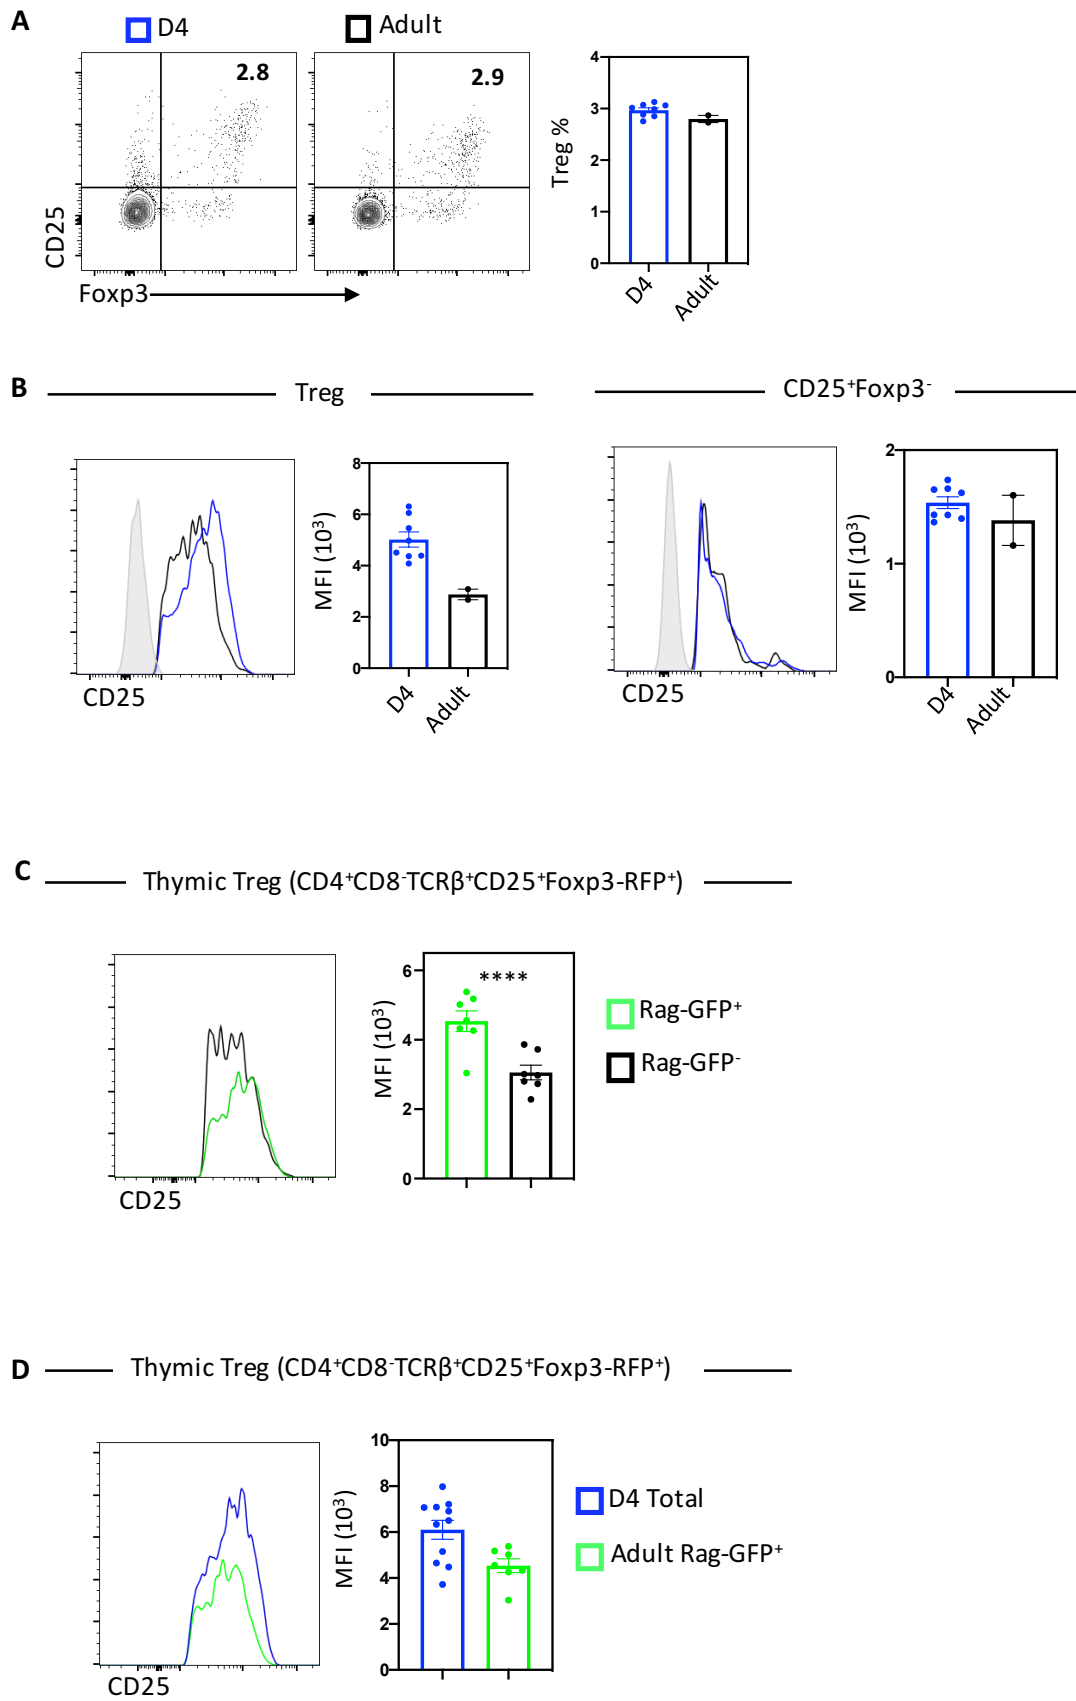 A
D4
Adult
2.8
2.9
CD25
Foxp3
Treg %
4
3
2
1
0
D4
Adult
B
Treg
CD25⁺Foxp3⁻
CD25
MFI (10³)
8
6
4
2
0
D4
Adult
CD25
MFI (10³)
2
1
0
D4
Adult
C
Thymic Treg (CD4⁺CD8⁻TCRβ⁺CD25⁺Foxp3-RFP⁺)
CD25
MFI (10³)
6
4
2
0
****
Rag-GFP⁺
Rag-GFP⁻
D
Thymic Treg (CD4⁺CD8⁻TCRβ⁺CD25⁺Foxp3-RFP⁺)
CD25
MFI (10³)
10
8
6
4
2
0
D4 Total
Adult Rag-GFP⁺